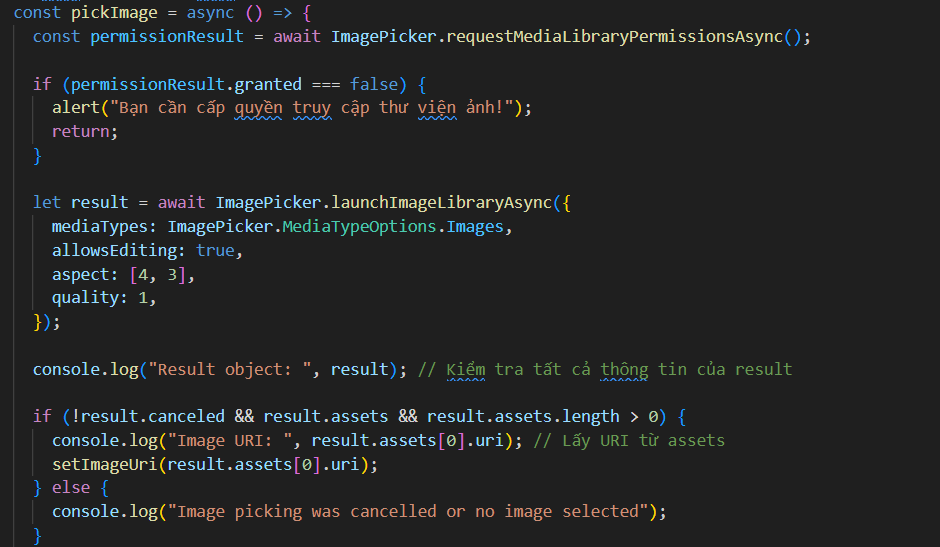 const pickImage = async () => {
const permissionResult = await ImagePicker.requestMediaLibraryPermissionsAsync();
if (permissionResult.granted === false) {
alert("Bạn cần cấp quyền truy cập thư viện ảnh!");
return;
}
let result = await ImagePicker.launchImageLibraryAsync({
mediaTypes: ImagePicker.MediaTypeOptions.Images,
allowsEditing: true,
aspect: [4, 3],
quality: 1,
});
console.log("Result object: ", result); // Kiểm tra tất cả thông tin của result
if (!result.canceled && result.assets && result.assets.length > 0) {
console.log("Image URI: ", result.assets[0].uri); // Lấy URI từ assets
setImageUri(result.assets[0].uri);
} else {
console.log("Image picking was cancelled or no image selected");
}